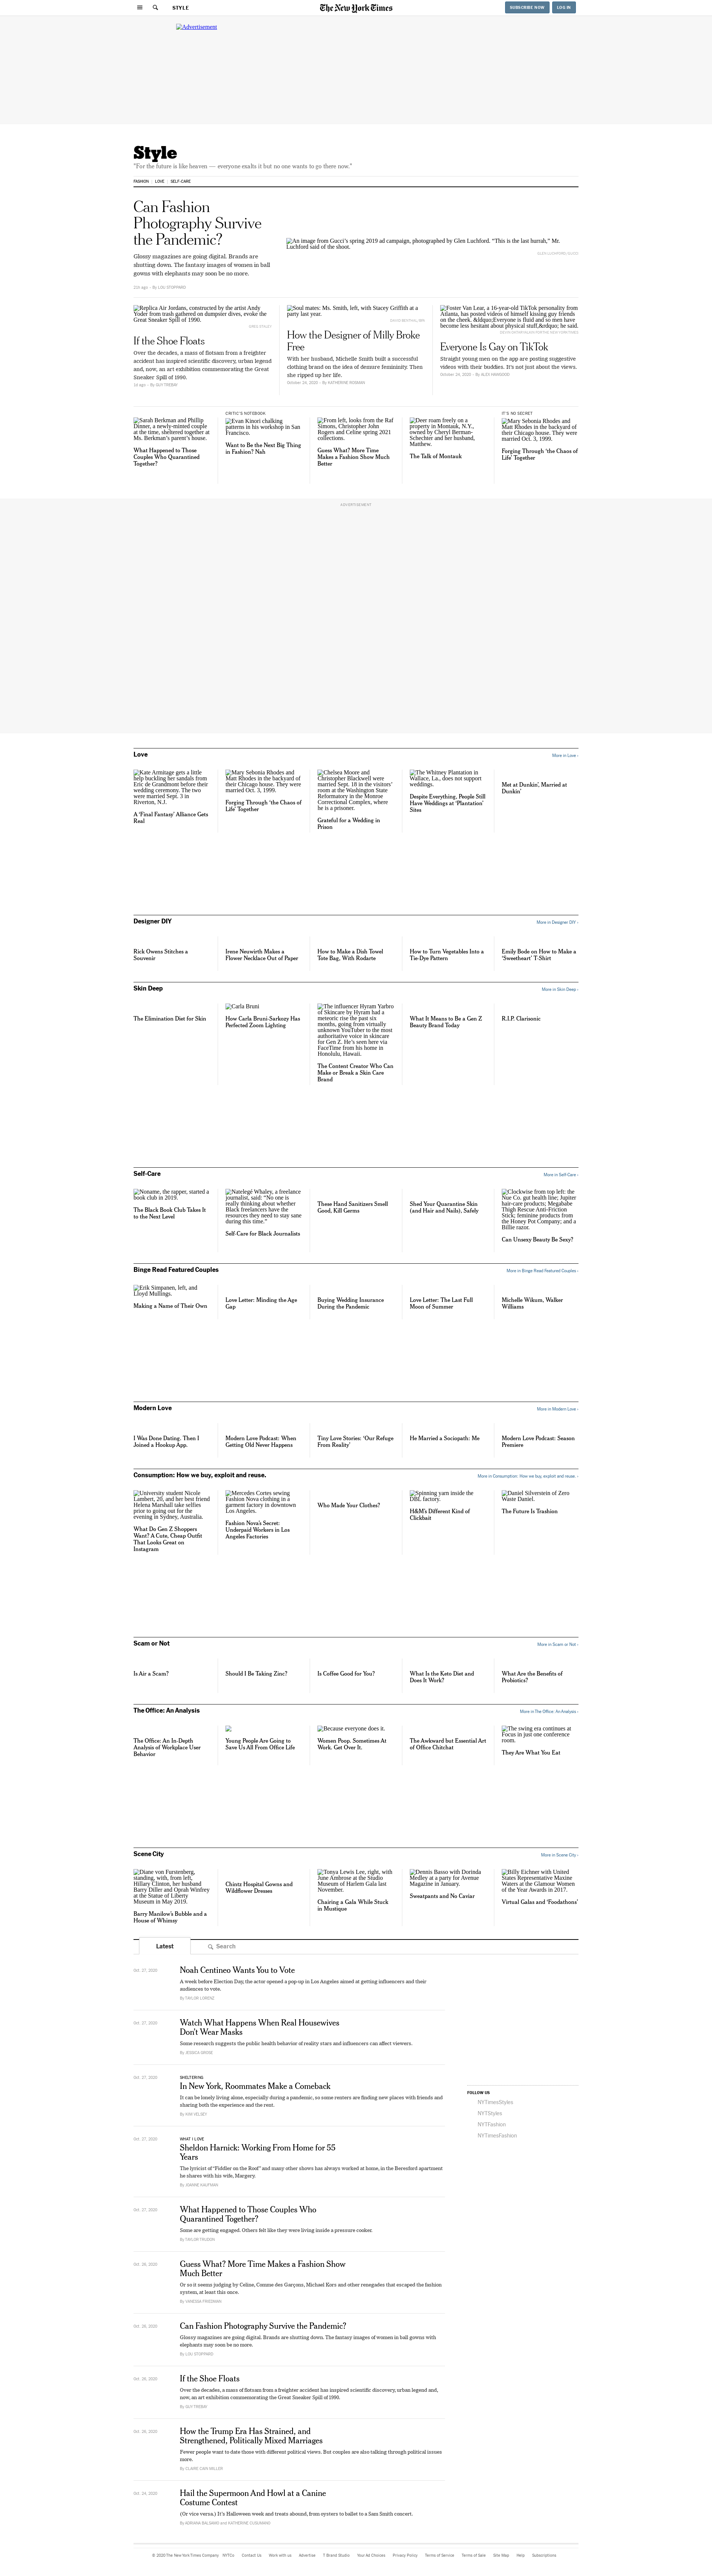 STYLE
The New York Times
SUBSCRIBE NOW
LOG IN
Advertisement
Style
"For the future is like heaven — everyone exalts it but no one wants to go there now."
FASHION
LOVE
SELF-CARE
Can Fashion
Photography Survive
the Pandemic?
Glossy magazines are going digital. Brands are
shutting down. The fantasy images of women in ball
gowns with elephants may soon be no more.
By LOU STOPPARD
An image from Gucci's spring 2019 ad campaign, photographed by Glen Luchford. "This is the last hurrah," Mr.
Luchford said of the shoot.
Replica Air Jordans, constructed by the artist Andy
Yoder from trash gathered on dumpster dives, evoke the
Great Sneaker Spill of 1990.
If the Shoe Floats
Over the decades, a mass of flotsam from a freighter
accident has inspired scientific discovery, urban legend
and, now, an art exhibition commemorating the Great
Sneaker Spill of 1990.
1d ago - By GUY TREBAY
Soul mates: Ms. Smith, left, with Stacey Griffith at a
party last year.
How the Designer of Milly Broke
Free
With her husband, Michelle Smith built a successful
clothing brand on the idea of demure femininity. Then
she ripped up her life.
October 24, 2020 - By KATHERINE ROSMAN
Foster Van Lear, a 16-year-old TikTok personality from
Atlanta, has posted videos of himself kissing guy friends
on the cheek. &ldquo;Everyone is fluid and so men have
become less hesitant about physical stuff,&rdquo; he said.
Everyone Is Gay on TikTok
Straight young men on the app are posting suggestive
videos with their buddies. It's not just about the views.
October 24, 2020 - By ALEX HAWGOOD
Sarah Berkman and Phillip
Dinner, a newly-minted couple
at the time, sheltered together at
Ms. Berkman's parent's house.
What Happened to Those
Couples Who Quarantined
Together?
CRITIC'S NOTEBOOK
Evan Kinori chalking
patterns in his workshop in San
Francisco.
Want to Be the Next Big Thing
in Fashion? Nah
From left, looks from the Raf
Simons, Christopher John
Rogers and Celine spring 2021
collections.
Guess What? More Time
Makes a Fashion Show Much
Better
Deer roam freely on a
property in Montauk, N.Y.,
owned by Cheryl Berman-
Schechter and her husband,
Matthew.
The Talk of Montauk
IT'S NO SECRET
Mary Sebonia Rhodes and
Matt Rhodes in the backyard of
their Chicago house. They were
married Oct. 3, 1999.
Forging Through 'the Chaos of
Life' Together
ADVERTISEMENT
Love
More in Love ›
Kate Armitage gets a little
help buckling her sandals from
Eric de Grandmont before their
wedding ceremony. The two
were married Sept. 3 in
Riverton, N.J.
A 'Final Fantasy' Alliance Gets
Real
Mary Sebonia Rhodes and
Matt Rhodes in the backyard of
their Chicago house. They were
married Oct. 3, 1999.
Forging Through 'the Chaos of
Life' Together
Chelsea Moore and
Christopher Blackwell were
married Sept. 18 in the visitors'
room at the Washington State
Reformatory in the Monroe
Correctional Complex, where
he is a prisoner.
Grateful for a Wedding in
Prison
The Whitney Plantation in
Wallace, La., does not support
weddings.
Despite Everything, People Still
Have Weddings at 'Plantation'
Sites
Met at Dunkin', Married at
Dunkin'
Designer DIY
More in Designer DIY ›
Rick Owens Stitches a
Souvenir
Irene Neuwirth Makes a
Flower Necklace Out of Paper
How to Make a Dish Towel
Tote Bag, With Rodarte
How to Turn Vegetables Into a
Tie-Dye Pattern
Emily Bode on How to Make a
'Sweetheart' T-Shirt
Skin Deep
More in Skin Deep ›
The Elimination Diet for Skin
Carla Bruni
How Carla Bruni-Sarkozy Has
Perfected Zoom Lighting
The influencer Hyram Yarbro
of Skincare by Hyram had a
meteoric rise the past six
months, going from virtually
unknown YouTuber to the most
authoritative voice in skincare
for Gen Z. He's seen here via
FaceTime from his home in
Honolulu, Hawaii.
The Content Creator Who Can
Make or Break a Skin Care
Brand
What It Means to Be a Gen Z
Beauty Brand Today
R.I.P. Clarisonic
Self-Care
More in Self-Care ›
Noname, the rapper, started a
book club in 2019.
The Black Book Club Takes It
to the Next Level
Natelegé Whaley, a freelance
journalist, said: "No one is
really thinking about whether
Black freelancers have the
resources they need to stay sane
during this time."
Self-Care for Black Journalists
These Hand Sanitizers Smell
Good, Kill Germs
Shed Your Quarantine Skin
(and Hair and Nails), Safely
Clockwise from top left: the
Nue Co. gut health line; Jupiter
hair-care products; Megababe
Thigh Rescue Anti-Friction
Stick; feminine products from
the Honey Pot Company; and a
Billie razor.
Can Unsexy Beauty Be Sexy?
Binge Read Featured Couples
More in Binge Read Featured Couples ›
Erik Simpanen, left, and
Lloyd Mullings.
Making a Name of Their Own
Love Letter: Minding the Age
Gap
Buying Wedding Insurance
During the Pandemic
Love Letter: The Last Full
Moon of Summer
Michelle Wikum, Walker
Williams
Modern Love
More in Modern Love ›
I Was Done Dating. Then I
Joined a Hookup App.
Modern Love Podcast: When
Getting Old Never Happens
Tiny Love Stories: 'Our Refuge
From Reality'
He Married a Sociopath: Me
Modern Love Podcast: Season
Premiere
Consumption: How we buy, exploit and reuse.
More in Consumption: How we buy, exploit and reuse. ›
University student Nicole
Lambert, 20, and her best friend
Helena Marshall take selfies
prior to going out for the
evening in Sydney, Australia.
What Do Gen Z Shoppers
Want? A Cute, Cheap Outfit
That Looks Great on
Instagram
Mercedes Cortes sewing
Fashion Nova clothing in a
garment factory in downtown
Los Angeles.
Fashion Nova's Secret:
Underpaid Workers in Los
Angeles Factories
Who Made Your Clothes?
Spinning yarn inside the
DBL factory.
H&M's Different Kind of
Clickbait
Daniel Silverstein of Zero
Waste Daniel.
The Future Is Trashion
Scam or Not
More in Scam or Not ›
Is Air a Scam?
Should I Be Taking Zinc?
Is Coffee Good for You?
What Is the Keto Diet and
Does It Work?
What Are the Benefits of
Probiotics?
The Office: An Analysis
More in The Office: An Analysis ›
The Office: An In-Depth
Analysis of Workplace User
Behavior
Young People Are Going to
Save Us All From Office Life
Because everyone does it.
Women Poop. Sometimes At
Work. Get Over It.
The Awkward but Essential Art
of Office Chitchat
The swing era continues at
Focus in just one conference
room.
They Are What You Eat
Scene City
More in Scene City ›
Diane von Furstenberg,
standing, with, from left,
Hillary Clinton, her husband
Barry Diller and Oprah Winfrey
at the Statue of Liberty
Museum in May 2019.
Barry Manilow's Bubble and a
House of Whimsy
Chintz Hospital Gowns and
Wildflower Dresses
Tonya Lewis Lee, right, with
June Ambrose at the Studio
Museum of Harlem Gala last
November.
Chairing a Gala While Stuck
in Mustique
Dennis Basso with Dorinda
Medley at a party for Avenue
Magazine in January.
Sweatpants and No Caviar
Billy Eichner with United
States Representative Maxine
Waters at the Glamour Women
of the Year Awards in 2017.
Virtual Galas and 'Foodathons'
Latest
Search
Oct. 27, 2020
Noah Centineo Wants You to Vote
A week before Election Day, the actor opened a pop-up in Los Angeles aimed at getting influencers and their
audiences to vote.
By TAYLOR LORENZ
Oct. 27, 2020
Watch What Happens When Real Housewives
Don't Wear Masks
Some research suggests the public health behavior of reality stars and influencers can affect viewers.
By JESSICA GROSE
Oct. 27, 2020
SHELTERING
In New York, Roommates Make a Comeback
It can be lonely living alone, especially during a pandemic, so some renters are finding new places with friends and
sharing both the experience and the rent.
By KIM VELSEY
Oct. 27, 2020
WHAT I LOVE
Sheldon Harnick: Working From Home for 55
Years
The lyricist of "Fiddler on the Roof" and many other shows has always worked at home, in the Beresford apartment
he shares with his wife, Margery.
By JOANNE KAUFMAN
Oct. 27, 2020
What Happened to Those Couples Who
Quarantined Together?
Some are getting engaged. Others felt like they were living inside a pressure cooker.
By TAYLOR TRUDON
Oct. 26, 2020
Guess What? More Time Makes a Fashion Show
Much Better
Or so it seems judging by Celine, Comme des Garçons, Michael Kors and other renegades that escaped the fashion
system, at least this once.
By VANESSA FRIEDMAN
Oct. 26, 2020
Can Fashion Photography Survive the Pandemic?
Glossy magazines are going digital. Brands are shutting down. The fantasy images of women in ball gowns with
elephants may soon be no more.
By LOU STOPPARD
Oct. 26, 2020
If the Shoe Floats
Over the decades, a mass of flotsam from a freighter accident has inspired scientific discovery, urban legend and,
now, an art exhibition commemorating the Great Sneaker Spill of 1990.
By GUY TREBAY
Oct. 26, 2020
How the Trump Era Has Strained, and
Strengthened, Politically Mixed Marriages
Fewer people want to date those with different political views. But couples are also talking through political issues
more.
By CLAIRE CAIN MILLER
Oct. 24, 2020
Hail the Supermoon And Howl at a Canine
Costume Contest
(Or vice versa.) It's Halloween week and treats abound, from oysters to ballet to a Sam Smith concert.
By ADRIANA BALSAMO and KATHERINE CUSUMANO
FOLLOW US
NYTimesStyles
NYTStyles
NYTFashion
NYTimesFashion
© 2020 The New York Times Company
NYTCo
Contact Us
Work with us
Advertise
T Brand Studio
Your Ad Choices
Privacy Policy
Terms of Service
Terms of Sale
Site Map
Help
Subscriptions